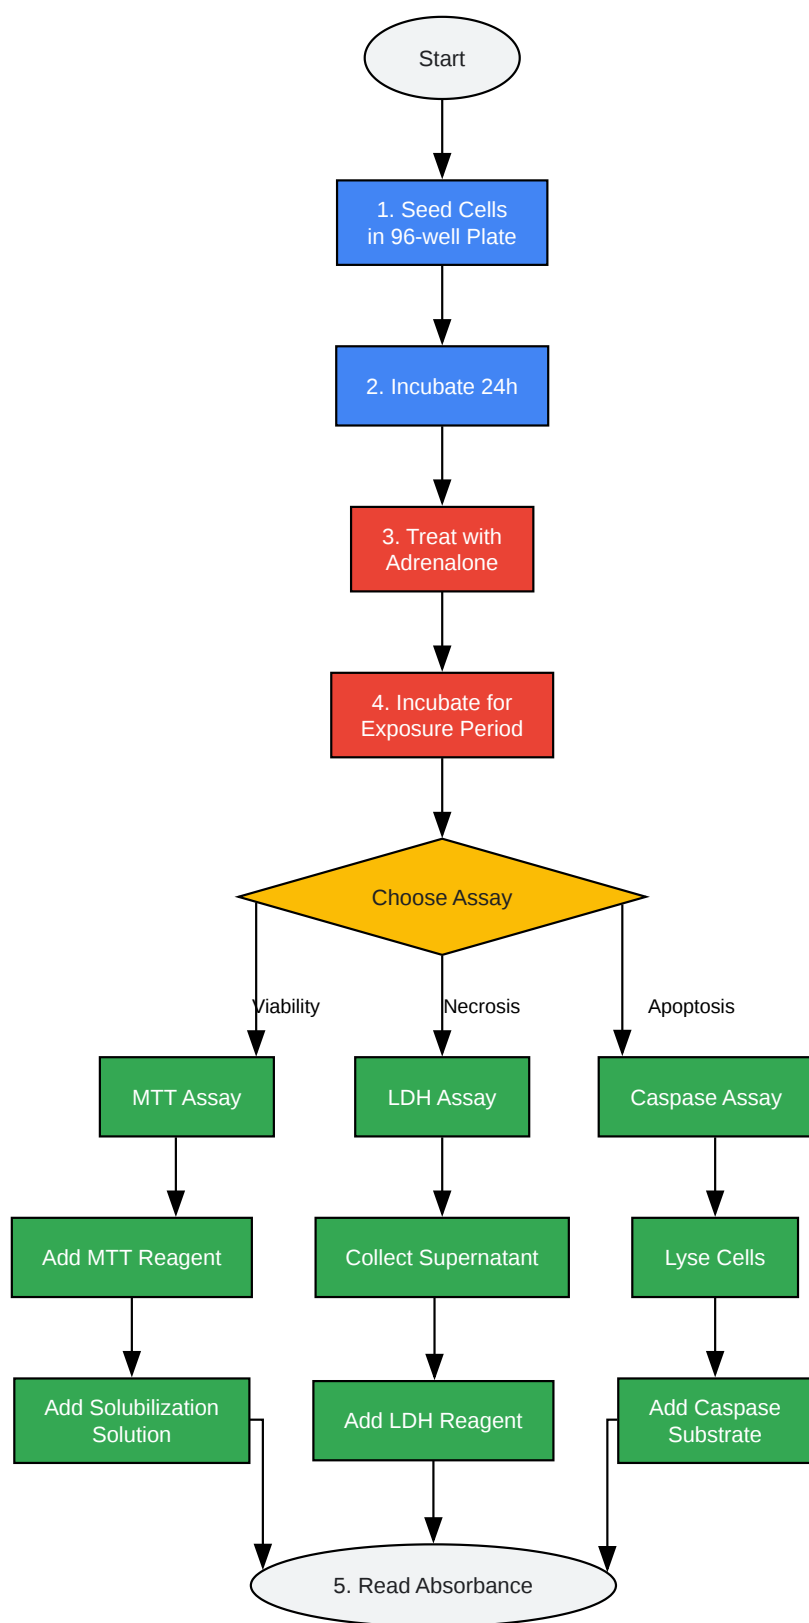 Start
1. Seed Cells
in 96-well Plate
2. Incubate 24h
3. Treat with
Adrenalone
4. Incubate for
Exposure Period
Choose Assay
Viability
Necrosis
Apoptosis
MTT Assay
LDH Assay
Caspase Assay
Add MTT Reagent
Collect Supernatant
Lyse Cells
Add Solubilization
Solution
Add LDH Reagent
Add Caspase
Substrate
5. Read Absorbance